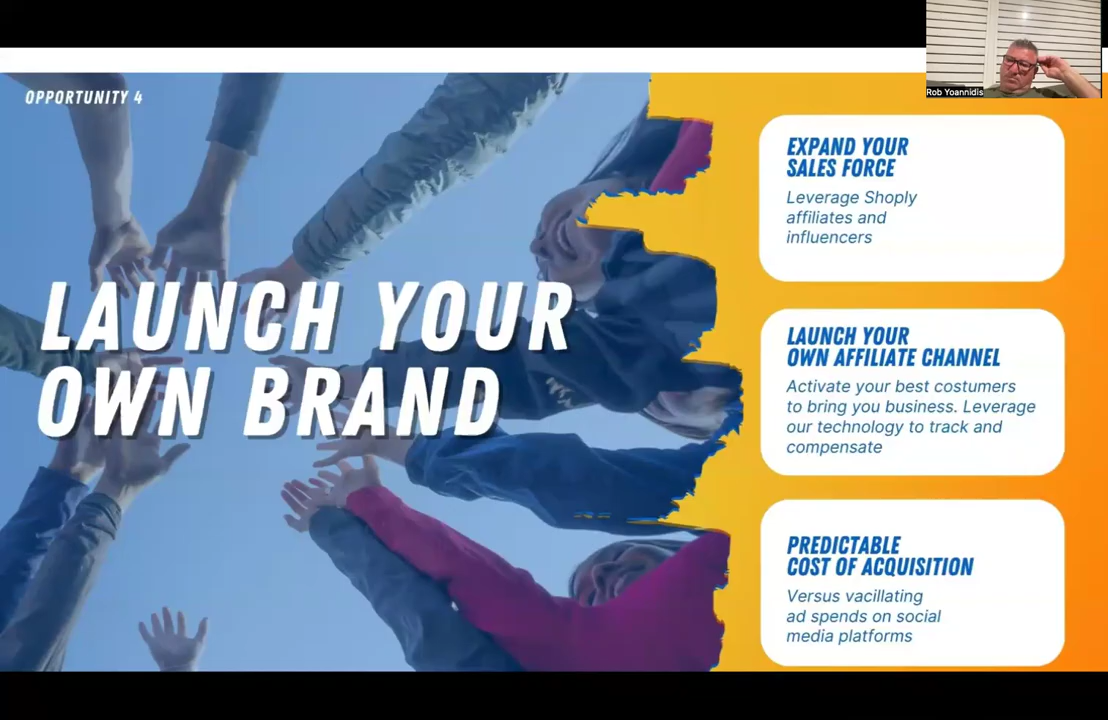 OPPORTUNITY 4
LAUNCH YOUR
OWN BRAND
Rob Yoannidis
EXPAND YOUR
SALES FORCE
Leverage Shoply
affiliates and
influencers
LAUNCH YOUR
OWN AFFILIATE CHANNEL
Activate your best costumers
to bring you business. Leverage
our technology to track and
compensate
PREDICTABLE
COST OF ACQUISITION
Versus vacillating
ad spends on social
media platforms